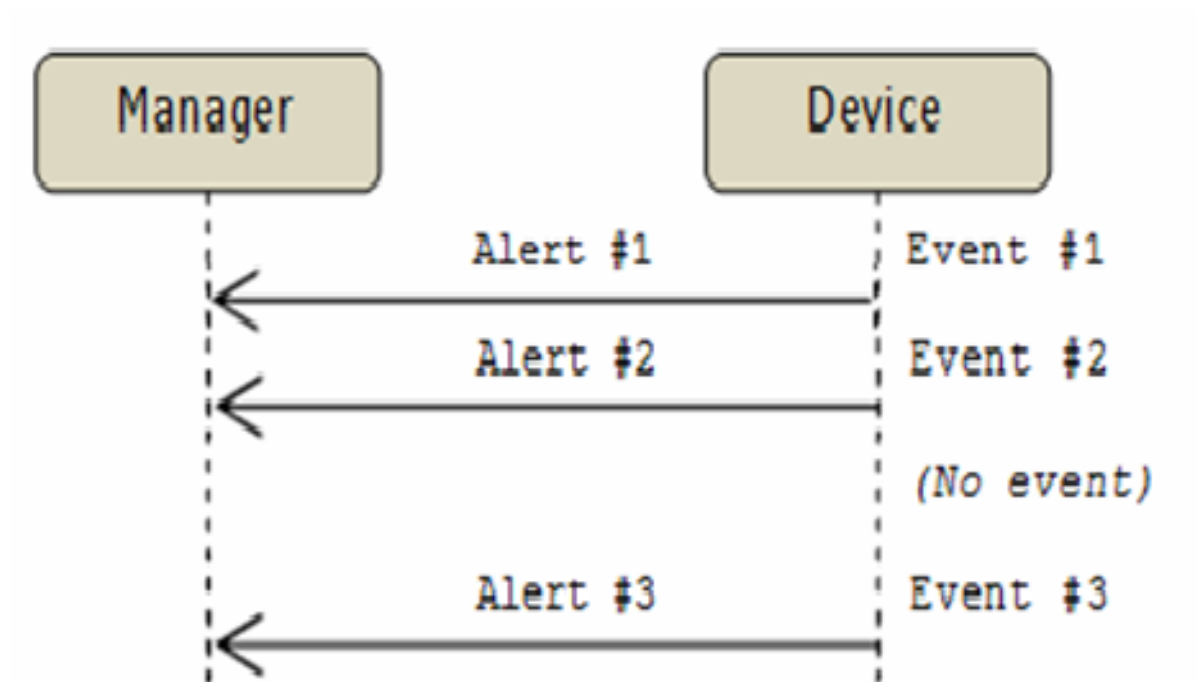 Manager Device
Alert #1 Event #1
Alert #2 Event #2
(No event)
Alert #3 Event #3